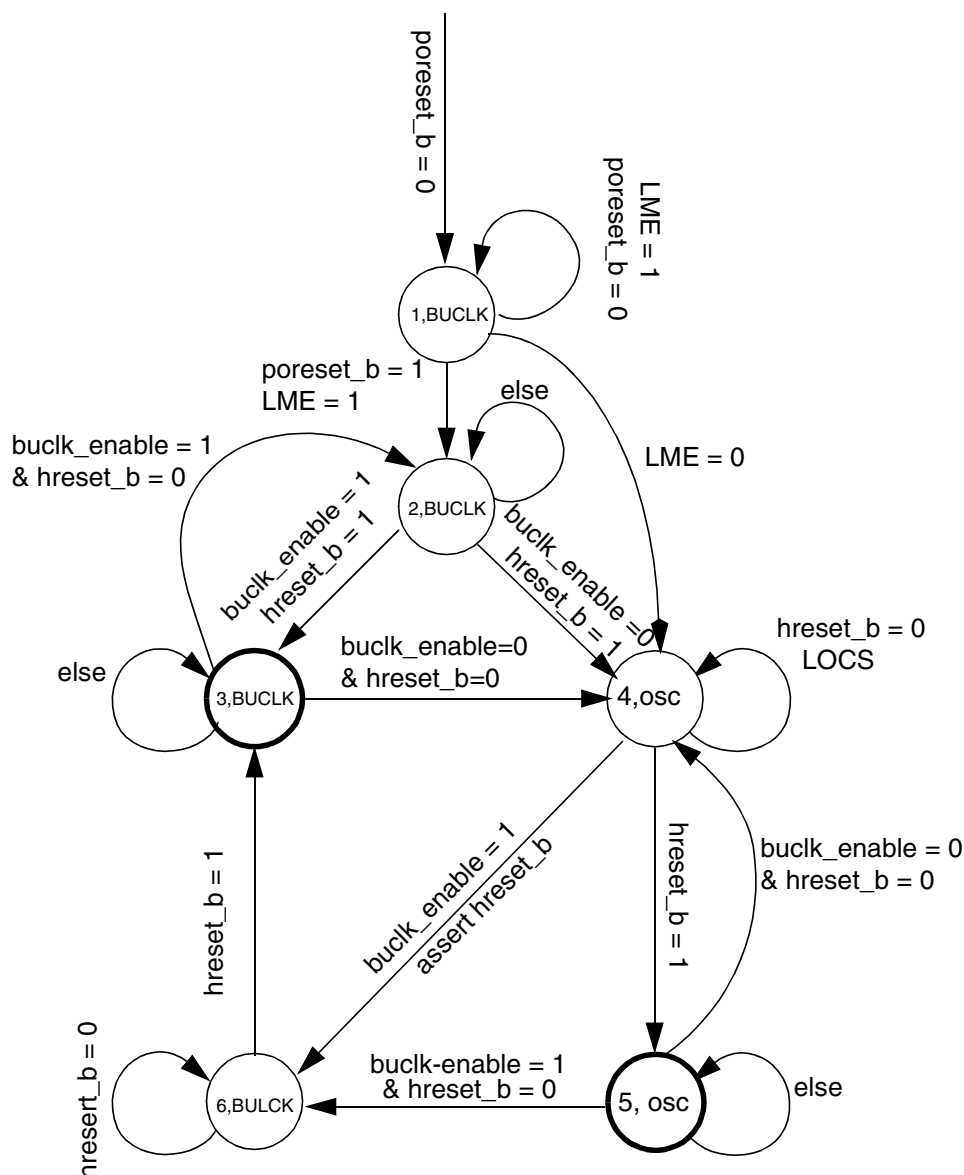 poreset_b = 0
LME = 1
poreset_b = 0
1,BUCLK
poreset_b = 1
LME = 1
else
buclk_enable = 1
& hreset_b = 0
LME = 0
2,BUCLK
buclk_enable = 1
hreset_b = 1
buclk_enable =0
hreset_b = 1
hreset_b = 0
LOCS
buclk_enable=0
& hreset_b=0
else
3,BUCLK
4,osc
hreset_b = 1
buclk_enable = 1
assert hreset_b
hreset_b = 1
buclk_enable = 0
& hreset_b = 0
hresert_b = 0
buclk-enable = 1
& hreset_b = 0
6,BULCK
5, osc
else